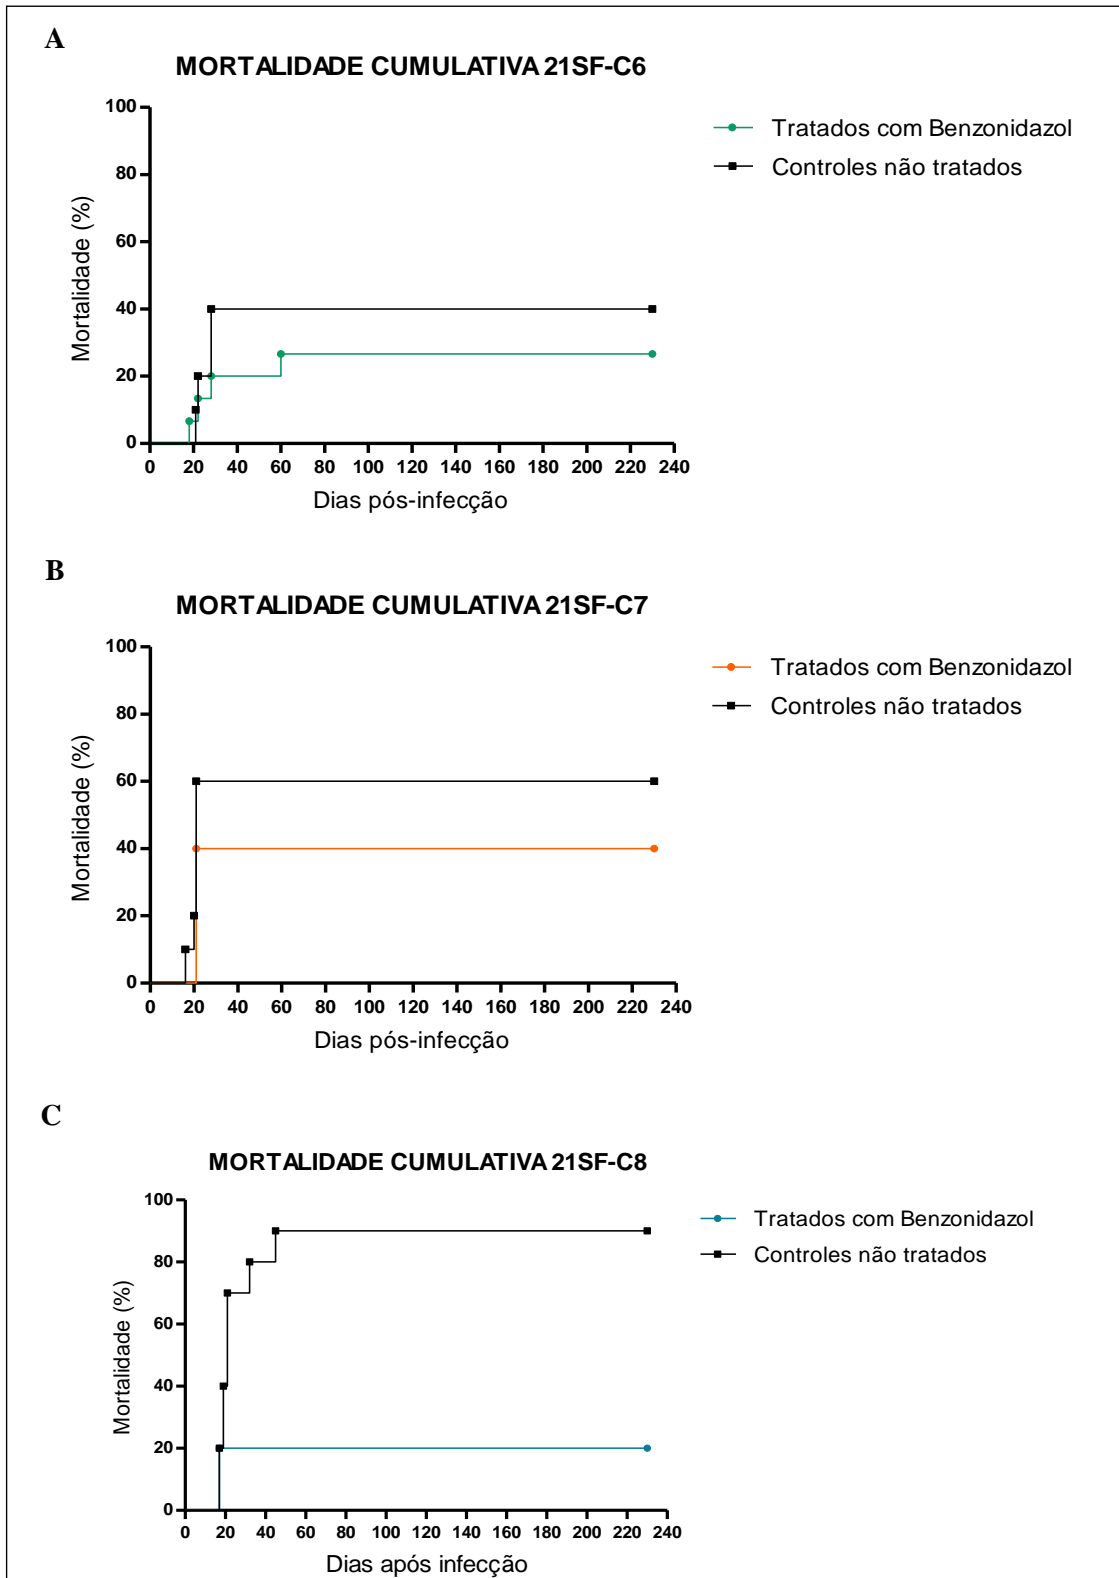 A
MORTALIDADE CUMULATIVA 21SF-C6
100
80
60
40
20
0
Mortalidade (%)
0 20 40 60 80 100 120 140 160 180 200 220 240
Dias pós-infecção
Tratados com Benzonidazol
Controles não tratados
B
MORTALIDADE CUMULATIVA 21SF-C7
100
80
60
40
20
0
Mortalidade (%)
0 20 40 60 80 100 120 140 160 180 200 220 240
Dias pós-infecção
Tratados com Benzonidazol
Controles não tratados
C
MORTALIDADE CUMULATIVA 21SF-C8
100
80
60
40
20
0
Mortalidade (%)
0 20 40 60 80 100 120 140 160 180 200 220 240
Dias após infecção
Tratados com Benzonidazol
Controles não tratados